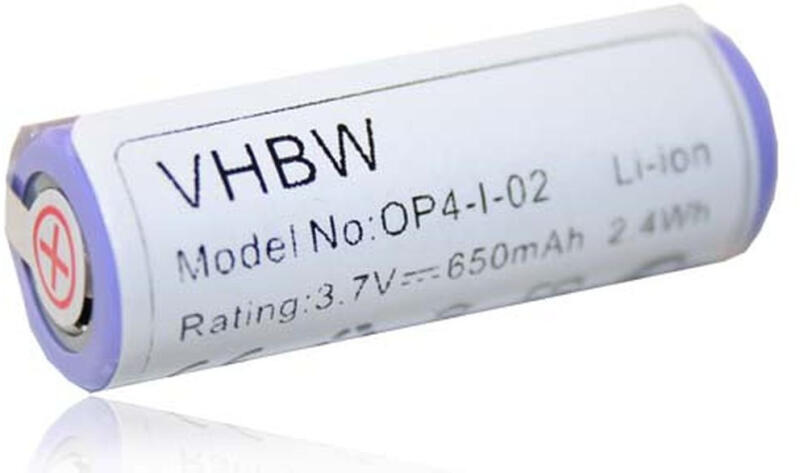 VHBW
Model No:OP4-I-02 Li-ion
Rating:3.7V⎓650mAh 2.4Wh